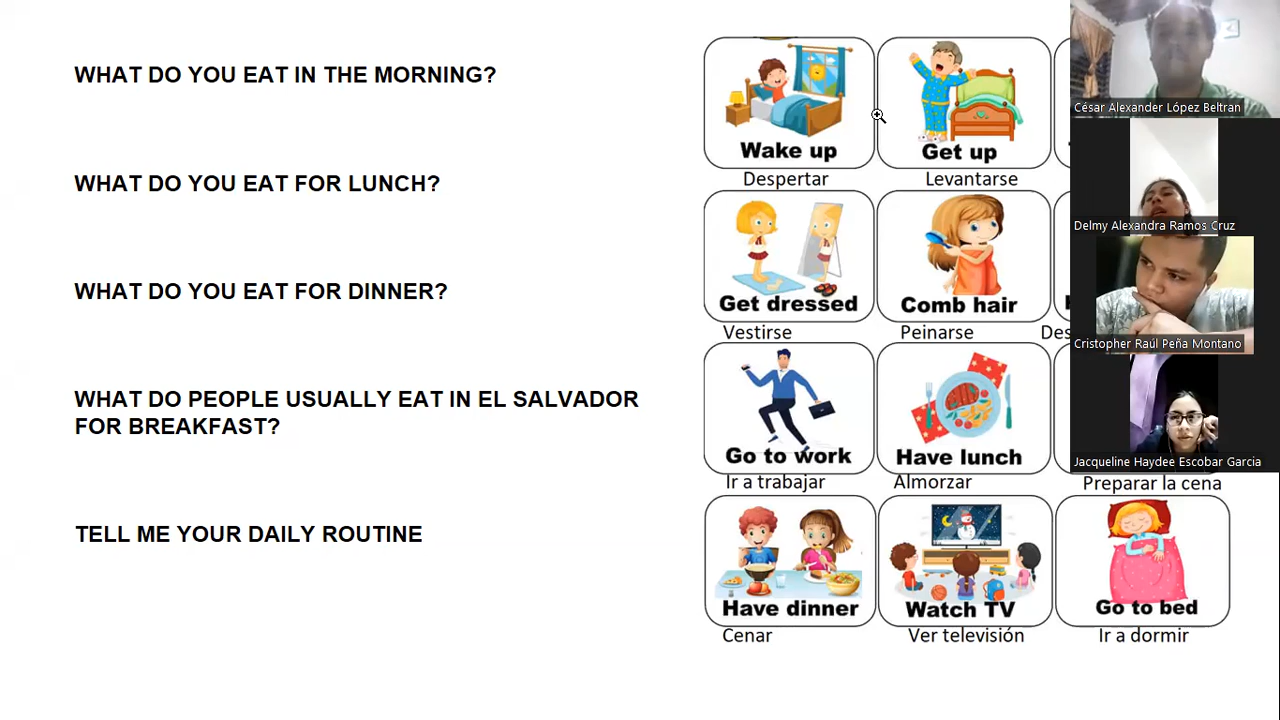 WHAT DO YOU EAT IN THE MORNING?
WHAT DO YOU EAT FOR LUNCH?
WHAT DO YOU EAT FOR DINNER?
WHAT DO PEOPLE USUALLY EAT IN EL SALVADOR
FOR BREAKFAST?
TELL ME YOUR DAILY ROUTINE
Wake up
Get up
Despertar
Levantarse
Get dressed
Comb hair
Vestirse
Peinarse
Go to work
Have lunch
Ir a trabajar
Almorzar
Preparar la cena
Have dinner
Watch TV
Go to bed
Cenar
Ver televisión
Ir a dormir
César Alexander López Beltran
Delmy Alexandra Ramos Cruz
Cristopher Raúl Peña Montano
Jacqueline Haydee Escobar Garcia